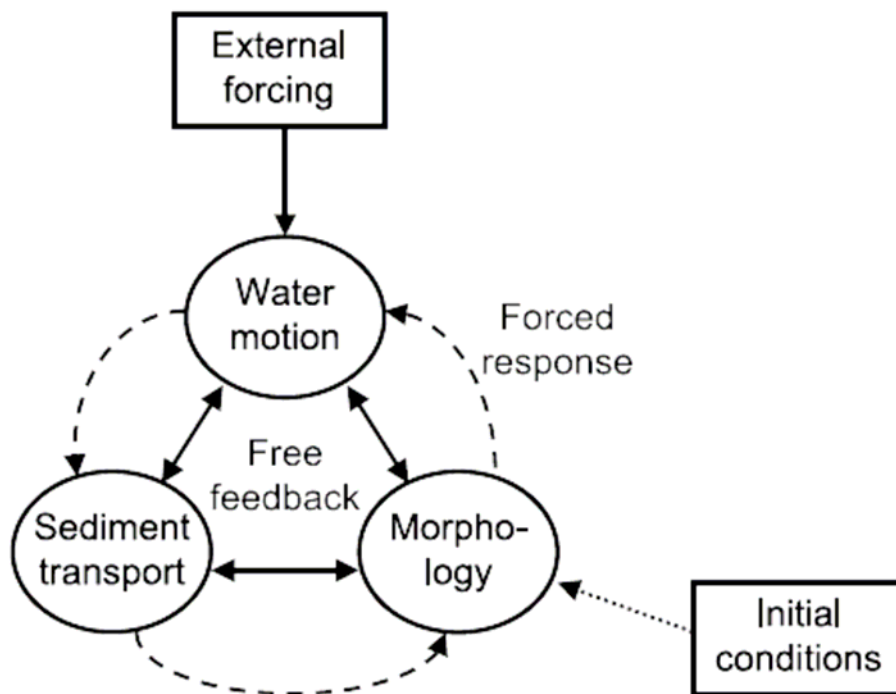 External
forcing
Water
motion
Forced
response
Free
feedback
Sediment
transport
Morpho-
logy
Initial
conditions